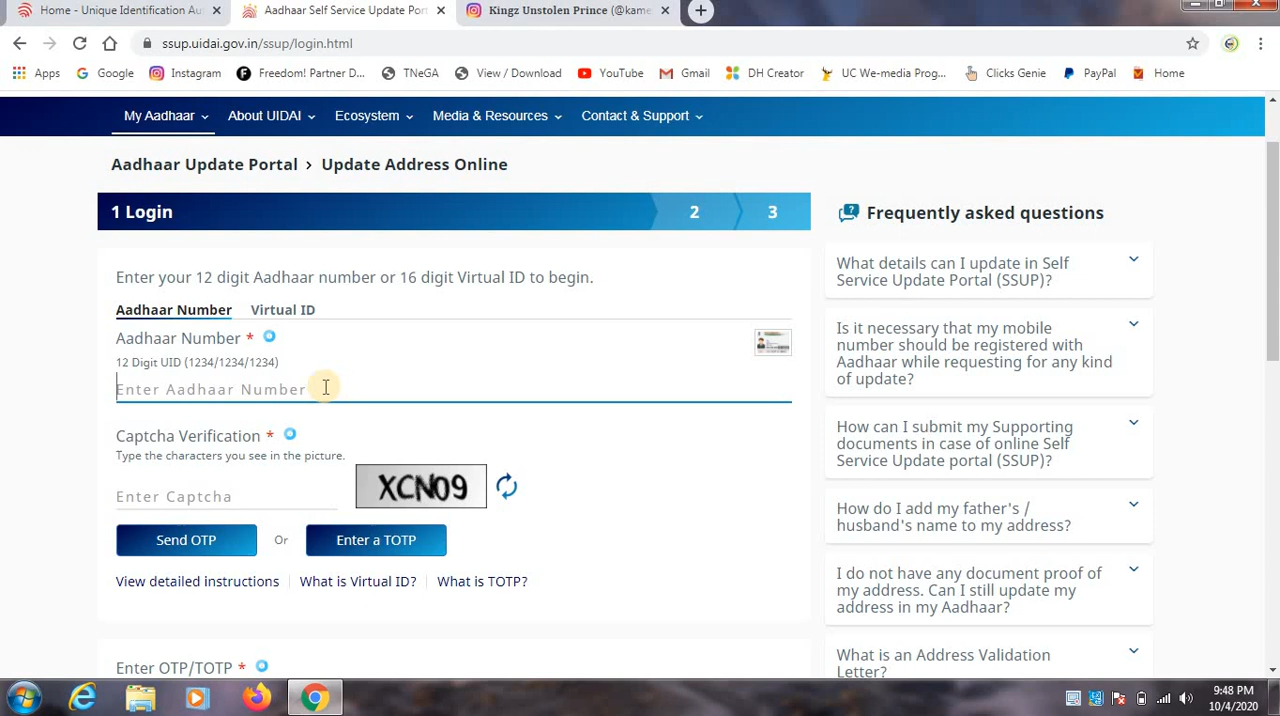 Home - Unique Identification Au
Aadhaar Self Service Update Port
Kingz Unstolen Prince (@kame
ssup.uidai.gov.in/ssup/login.html
Apps
Google
Instagram
Freedom! Partner D...
TNeGA
View / Download
YouTube
Gmail
DH Creator
UC We-media Prog...
Clicks Genie
PayPal
Home
My Aadhaar
About UIDAI
Ecosystem
Media & Resources
Contact & Support
Aadhaar Update Portal › Update Address Online
1 Login
2
3
Enter your 12 digit Aadhaar number or 16 digit Virtual ID to begin.
Aadhaar Number
Virtual ID
Aadhaar Number *
12 Digit UID (1234/1234/1234)
Enter Aadhaar Number
Captcha Verification *
Type the characters you see in the picture.
Enter Captcha
XCN09
Send OTP
Or
Enter a TOTP
View detailed instructions
What is Virtual ID?
What is TOTP?
Enter OTP/TOTP *
Frequently asked questions
What details can I update in Self
Service Update Portal (SSUP)?
Is it necessary that my mobile
number should be registered with
Aadhaar while requesting for any kind
of update?
How can I submit my Supporting
documents in case of online Self
Service Update portal (SSUP)?
How do I add my father's /
husband's name to my address?
I do not have any document proof of
my address. Can I still update my
address in my Aadhaar?
What is an Address Validation
Letter?
9:48 PM
10/4/2020